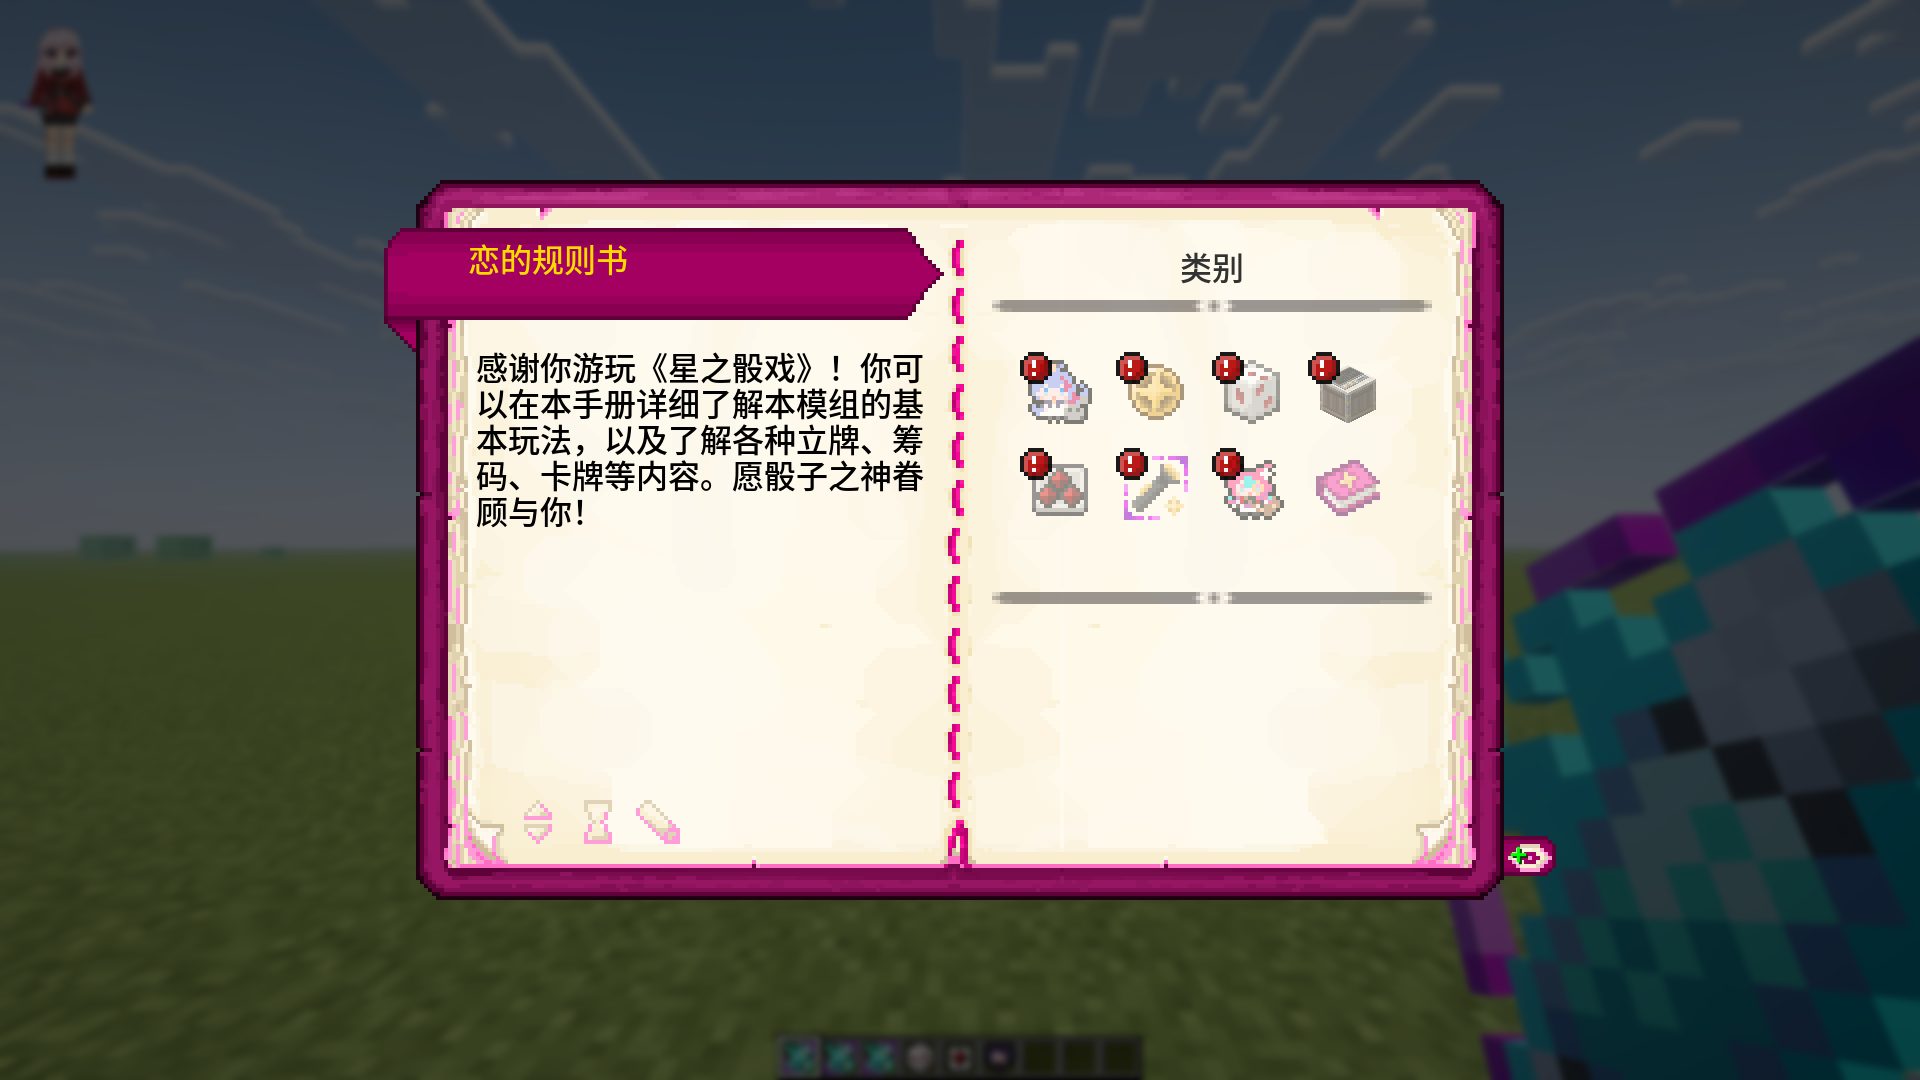 恋的规则书
感谢你游玩《星之骰戏》！你可
以在本手册详细了解本模组的基
本玩法，以及了解各种立牌、筹
码、卡牌等内容。愿骰子之神眷
顾与你！
类别